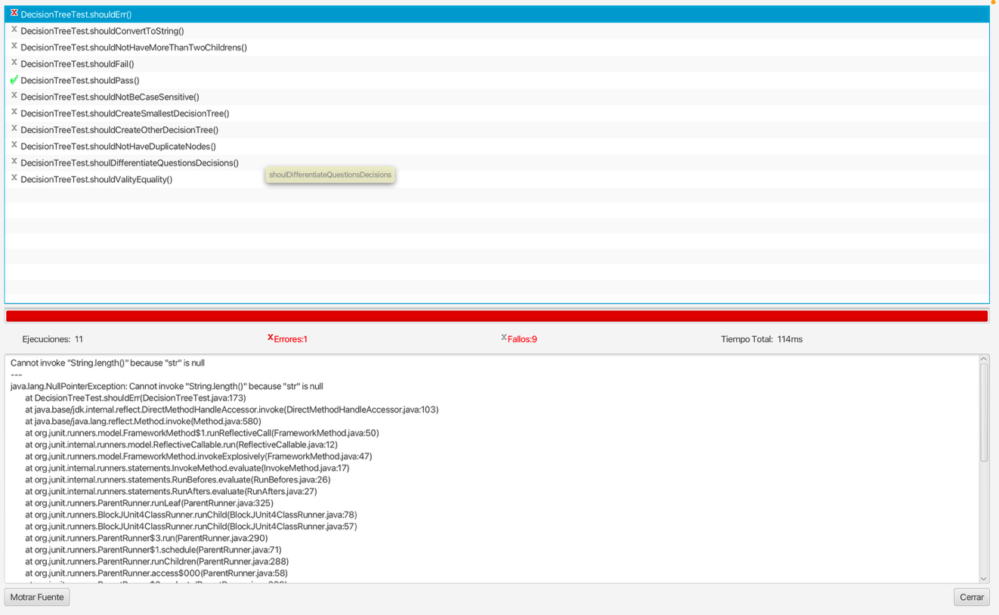 DecisionTreeTest.shouldErr()
DecisionTreeTest.shouldConvertToString()
DecisionTreeTest.shouldNotHaveMoreThanTwoChildrens()
DecisionTreeTest.shouldFail()
DecisionTreeTest.shouldPass()
DecisionTreeTest.shouldNotBeCaseSensitive()
DecisionTreeTest.shouldCreateSmallestDecisionTree()
DecisionTreeTest.shouldCreateOtherDecisionTree()
DecisionTreeTest.shouldNotHaveDuplicateNodes()
DecisionTreeTest.shoulDifferentiateQuestionsDecisions()
shoulDifferentiateQuestionsDecisions
DecisionTreeTest.shouldValityEquality()
Ejecuciones: 11 Errores:1 Fallos:9 Tiempo Total: 114ms
Cannot invoke "String.length()" because "str" is null
---
java.lang.NullPointerException: Cannot invoke "String.length()" because "str" is null
at DecisionTreeTest.shouldErr(DecisionTreeTest.java:173)
at java.base/jdk.internal.reflect.DirectMethodHandleAccessor.invoke(DirectMethodHandleAccessor.java:103)
at java.base/java.lang.reflect.Method.invoke(Method.java:580)
at org.junit.runners.model.FrameworkMethod$1.runReflectiveCall(FrameworkMethod.java:50)
at org.junit.internal.runners.model.ReflectiveCallable.run(ReflectiveCallable.java:12)
at org.junit.runners.model.FrameworkMethod.invokeExplosively(FrameworkMethod.java:47)
at org.junit.internal.runners.statements.InvokeMethod.evaluate(InvokeMethod.java:17)
at org.junit.internal.runners.statements.RunBefores.evaluate(RunBefores.java:26)
at org.junit.internal.runners.statements.RunAfters.evaluate(RunAfters.java:27)
at org.junit.runners.ParentRunner.runLeaf(ParentRunner.java:325)
at org.junit.runners.BlockJUnit4ClassRunner.runChild(BlockJUnit4ClassRunner.java:78)
at org.junit.runners.BlockJUnit4ClassRunner.runChild(BlockJUnit4ClassRunner.java:57)
at org.junit.runners.ParentRunner$3.run(ParentRunner.java:290)
at org.junit.runners.ParentRunner$1.schedule(ParentRunner.java:71)
at org.junit.runners.ParentRunner.runChildren(ParentRunner.java:288)
at org.junit.runners.ParentRunner.access$000(ParentRunner.java:58)
Motrar Fuente Cerrar